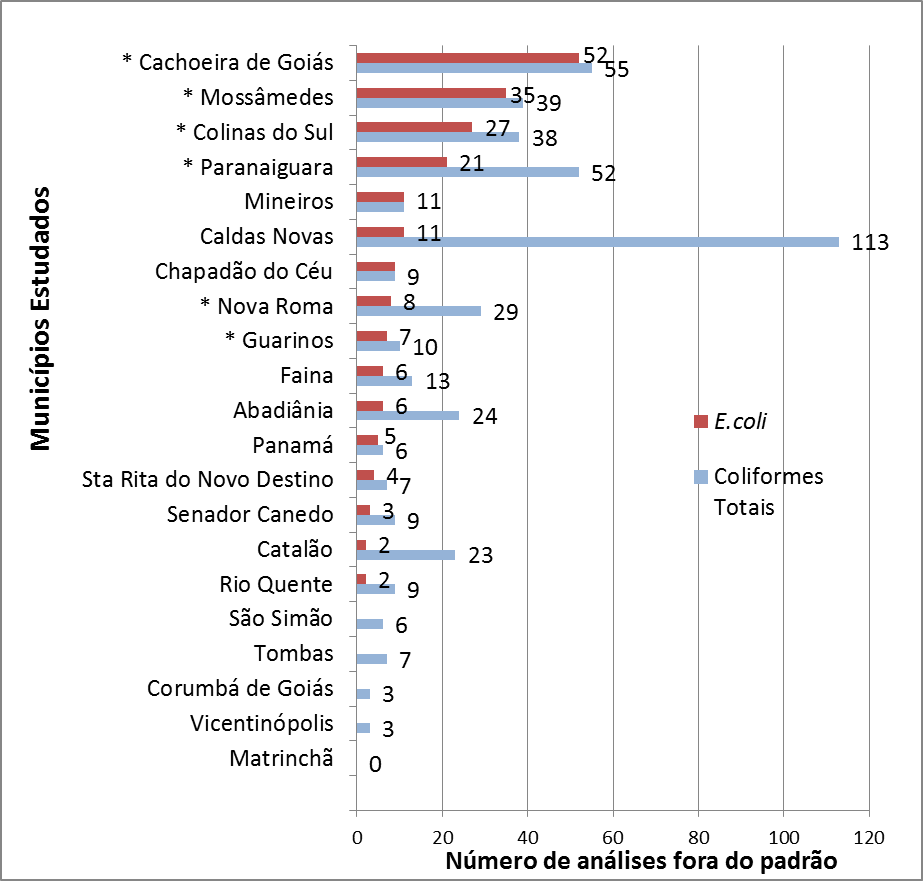 Municípios Estudados
* Cachoeira de Goiás 52 55
* Mossâmedes 35 39
* Colinas do Sul 27 38
* Paranaiguara 21 52
Mineiros 11
Caldas Novas 11 113
Chapadão do Céu 9
* Nova Roma 8 29
* Guarinos 7 10
Faina 6 13
Abadiânia 6 24
Panamá 5 6
Sta Rita do Novo Destino 4 7
Senador Canedo 3 9
Catalão 2 23
Rio Quente 2 9
São Simão 6
Tombas 7
Corumbá de Goiás 3
Vicentinópolis 3
Matrinchã 0
E.coli
Coliformes
Totais
0 20 40 60 80 100 120
Número de análises fora do padrão